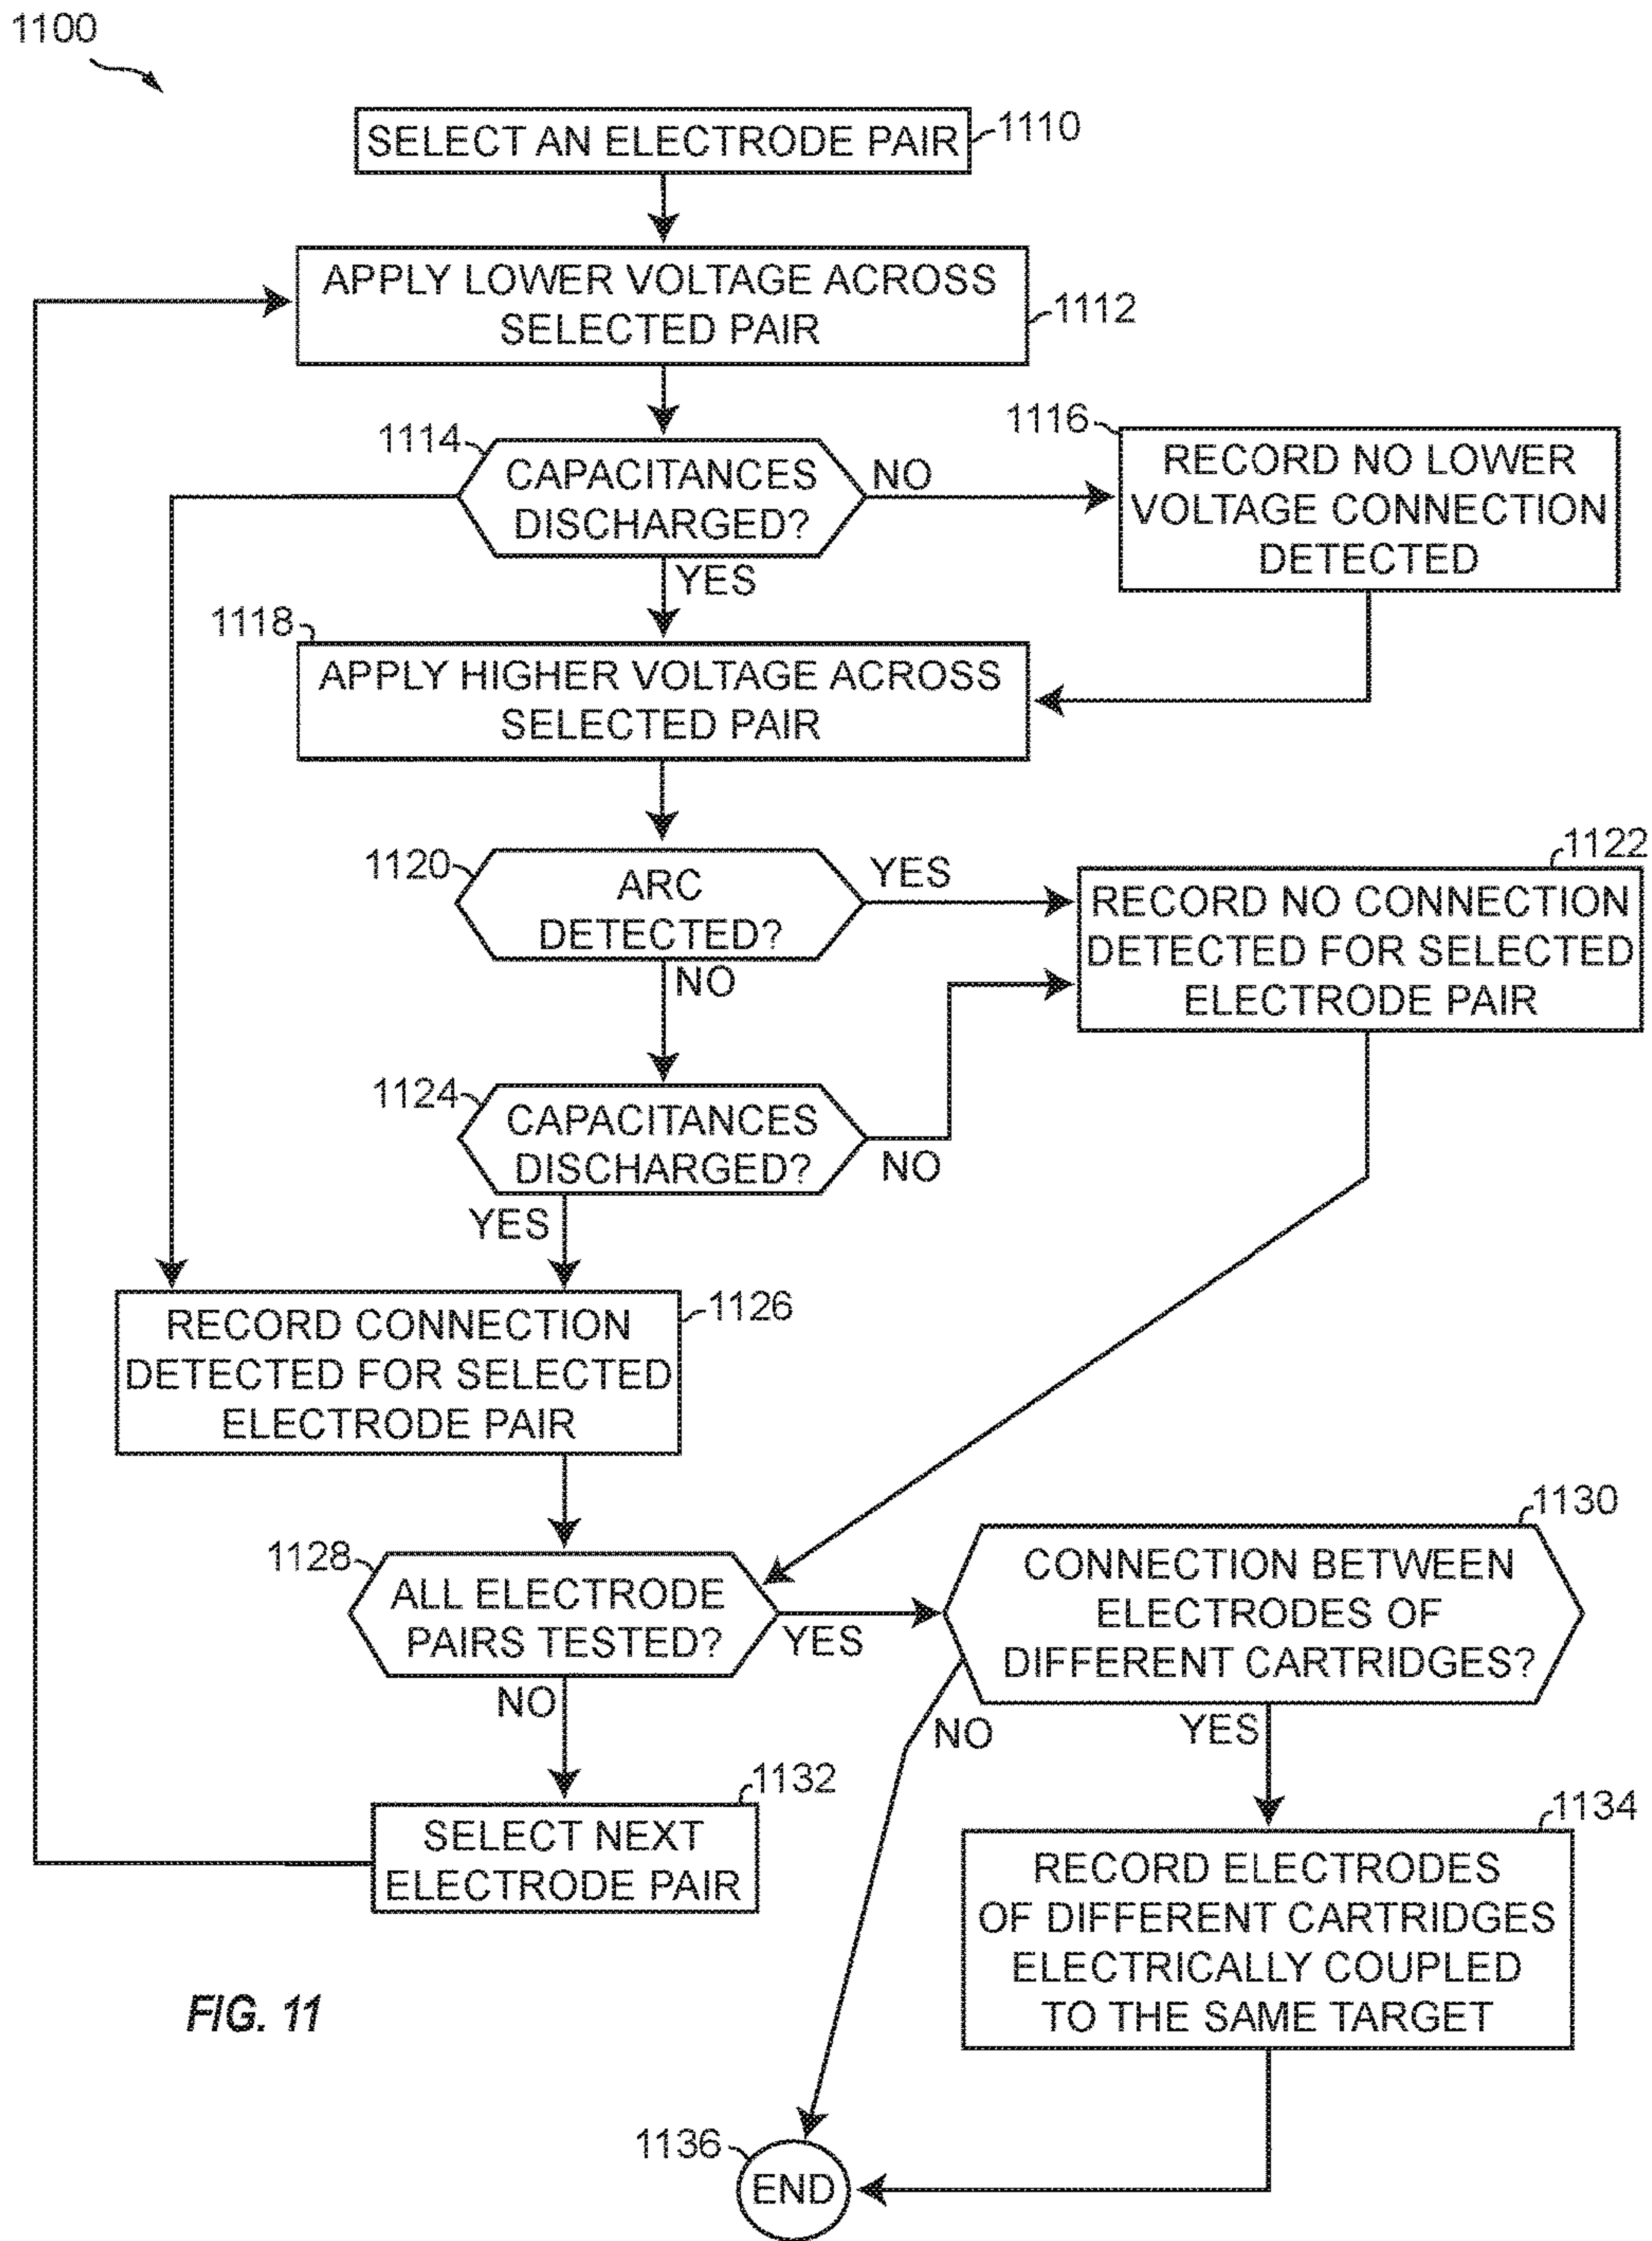 1100
SELECT AN ELECTRODE PAIR
1110
APPLY LOWER VOLTAGE ACROSS
SELECTED PAIR
1112
1114
CAPACITANCES
DISCHARGED?
NO
YES
1116
RECORD NO LOWER
VOLTAGE CONNECTION
DETECTED
1118
APPLY HIGHER VOLTAGE ACROSS
SELECTED PAIR
1120
ARC
DETECTED?
YES
NO
1122
RECORD NO CONNECTION
DETECTED FOR SELECTED
ELECTRODE PAIR
1124
CAPACITANCES
DISCHARGED?
NO
YES
RECORD CONNECTION
DETECTED FOR SELECTED
ELECTRODE PAIR
1126
1128
ALL ELECTRODE
PAIRS TESTED?
YES
NO
1130
CONNECTION BETWEEN
ELECTRODES OF
DIFFERENT CARTRIDGES?
NO
YES
1132
SELECT NEXT
ELECTRODE PAIR
1134
RECORD ELECTRODES
OF DIFFERENT CARTRIDGES
ELECTRICALLY COUPLED
TO THE SAME TARGET
FIG. 11
1136
END